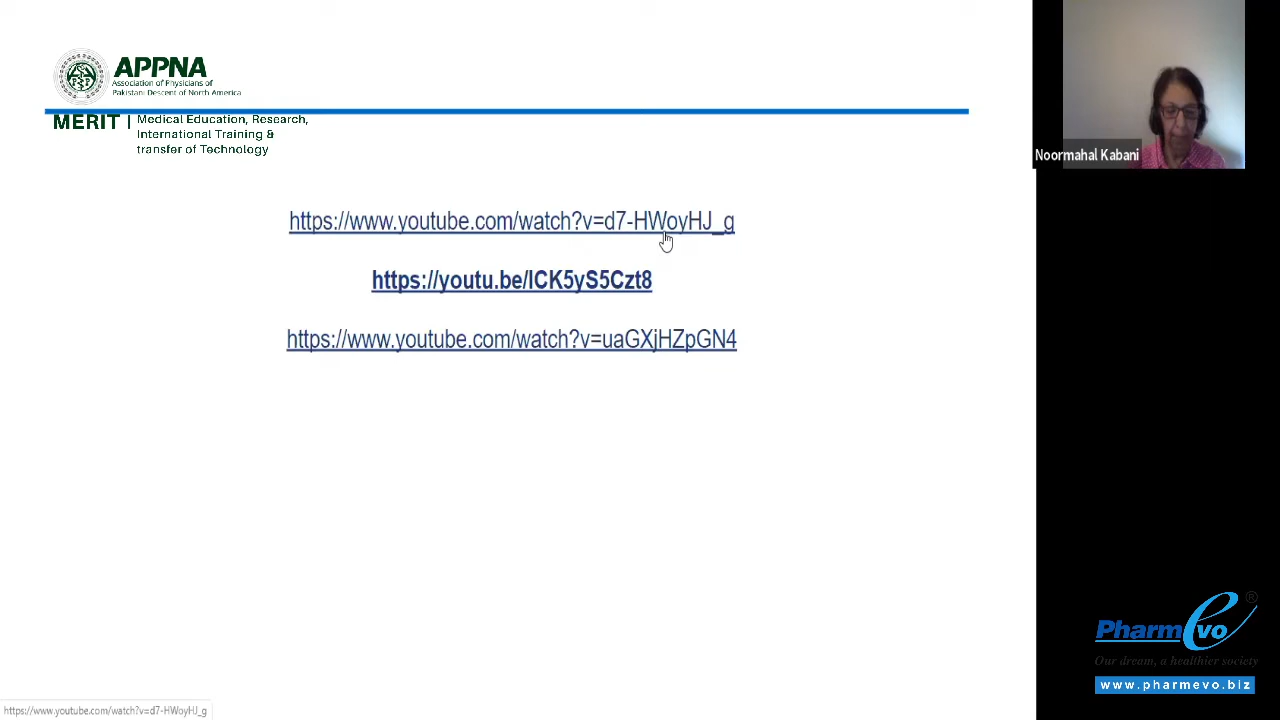 APPNA
Association of Physicians of
Pakistani Descent of North America
MERIT | Medical Education, Research,
International Training &
transfer of Technology
https://www.youtube.com/watch?v=d7-HWoyHJ_g
https://youtu.be/ICK5yS5Czt8
https://www.youtube.com/watch?v=uaGXjHZpGN4
Noormahal Kabani
PharmEvo ®
Our dream, a healthier society
www.pharmevo.biz
https://www.youtube.com/watch?v=d7-HWoyHJ_g